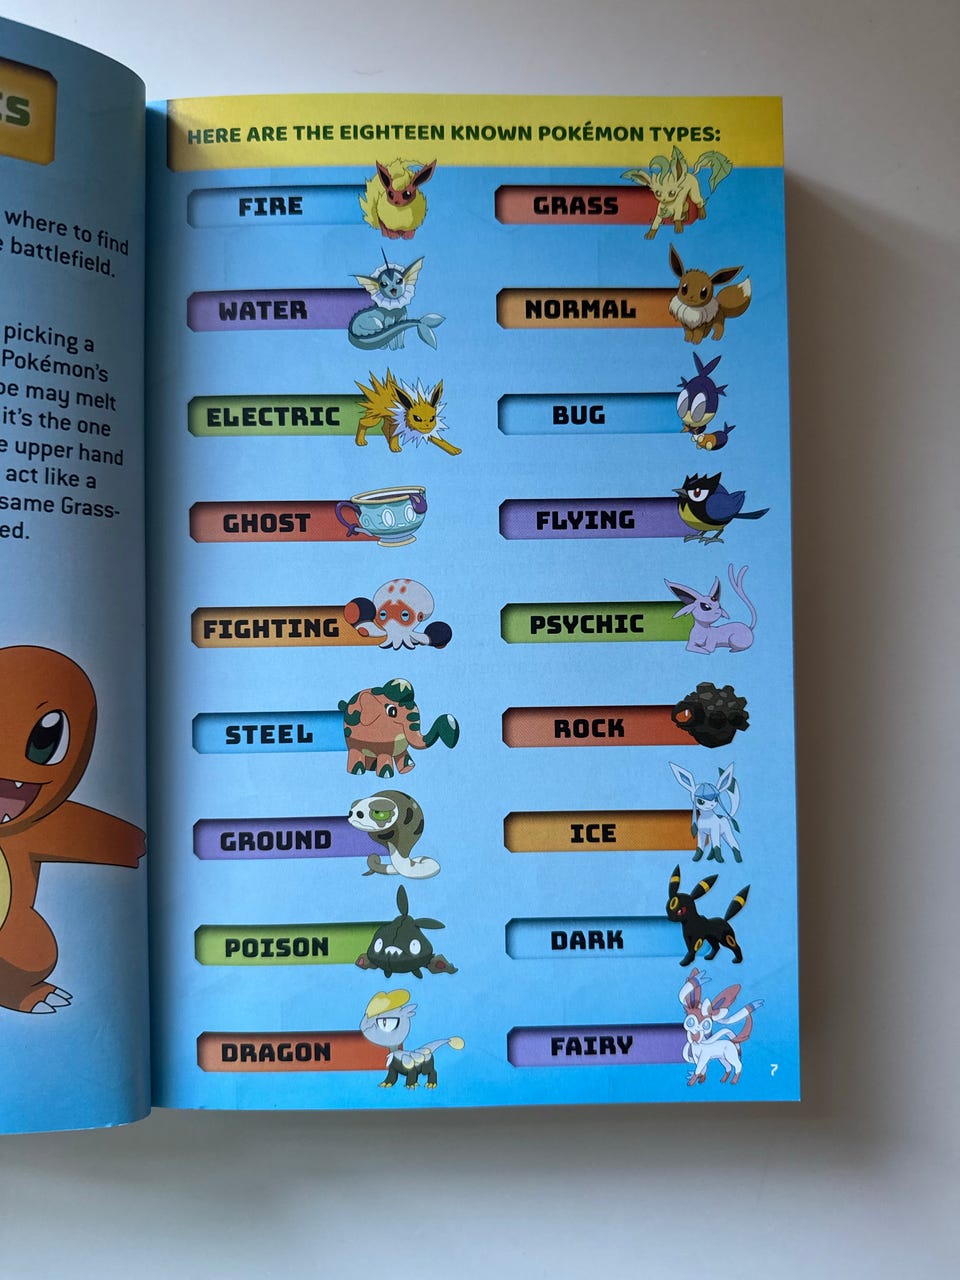 where to find
battlefield.
picking a
Pokémon's
may melt
it's the one
upper hand
act like a
same Grass-
HERE ARE THE EIGHTEEN KNOWN POKÉMON TYPES:
FIRE
GRASS
WATER
NORMAL
ELECTRIC
BUG
GHOST
FLYING
FIGHTING
PSYCHIC
STEEL
ROCK
GROUND
ICE
POISON
DARK
DRAGON
FAIRY
7